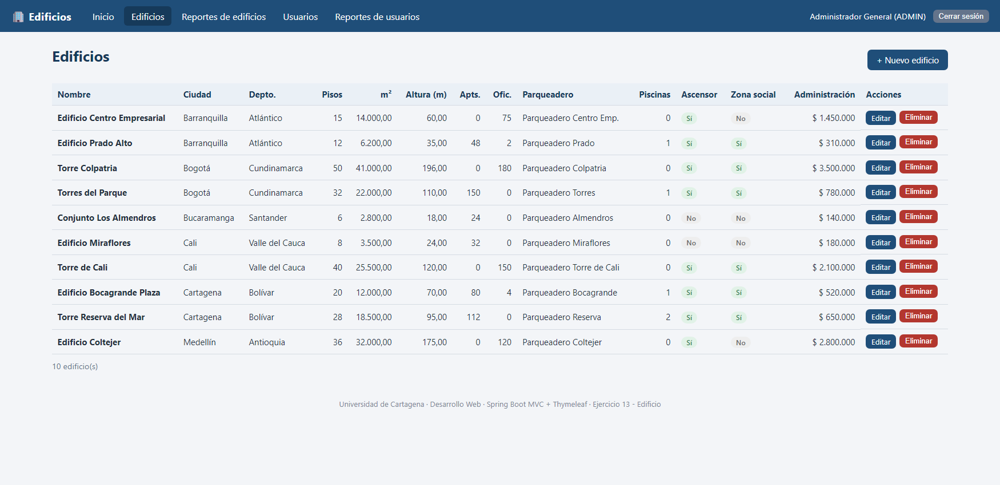 Edificios Inicio Edificios Reportes de edificios Usuarios Reportes de usuarios Administrador General (ADMIN) Cerrar sesión
Edificios
+ Nuevo edificio
Nombre Ciudad Depto. Pisos m² Altura (m) Apts. Ofic. Parqueadero Piscinas Ascensor Zona social Administración Acciones
Edificio Centro Empresarial Barranquilla Atlántico 15 14.000,00 60,00 0 75 Parqueadero Centro Emp. 0 Sí No $ 1.450.000 Editar Eliminar
Edificio Prado Alto Barranquilla Atlántico 12 6.200,00 35,00 48 2 Parqueadero Prado 1 Sí Sí $ 310.000 Editar Eliminar
Torre Colpatria Bogotá Cundinamarca 50 41.000,00 196,00 0 180 Parqueadero Colpatria 0 Sí Sí $ 3.500.000 Editar Eliminar
Torres del Parque Bogotá Cundinamarca 32 22.000,00 110,00 150 0 Parqueadero Torres 1 Sí Sí $ 780.000 Editar Eliminar
Conjunto Los Almendros Bucaramanga Santander 6 2.800,00 18,00 24 0 Parqueadero Almendros 0 No No $ 140.000 Editar Eliminar
Edificio Miraflores Cali Valle del Cauca 8 3.500,00 24,00 32 0 Parqueadero Miraflores 0 No No $ 180.000 Editar Eliminar
Torre de Cali Cali Valle del Cauca 40 25.500,00 120,00 0 150 Parqueadero Torre de Cali 0 Sí Sí $ 2.100.000 Editar Eliminar
Edificio Bocagrande Plaza Cartagena Bolívar 20 12.000,00 70,00 80 4 Parqueadero Bocagrande 1 Sí Sí $ 520.000 Editar Eliminar
Torre Reserva del Mar Cartagena Bolívar 28 18.500,00 95,00 112 0 Parqueadero Reserva 2 Sí Sí $ 650.000 Editar Eliminar
Edificio Coltejer Medellín Antioquia 36 32.000,00 175,00 0 120 Parqueadero Coltejer 0 Sí No $ 2.800.000 Editar Eliminar
10 edificio(s)
Universidad de Cartagena · Desarrollo Web · Spring Boot MVC + Thymeleaf · Ejercicio 13 - Edificio